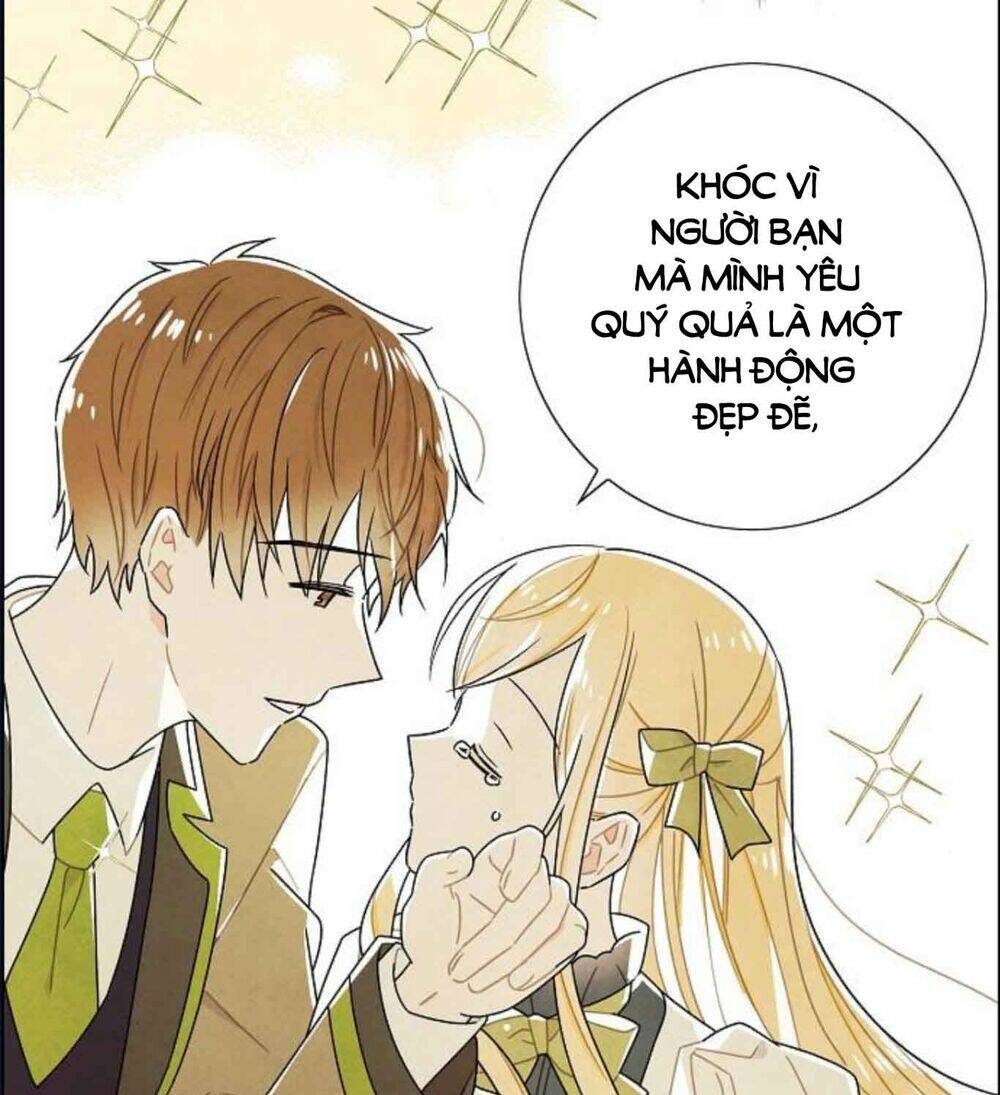 KHÓC VÌ
NGƯỜI BẠN
MÀ MÌNH YÊU
QUÝ QUẢ LÀ MỘT
HÀNH ĐỘNG
ĐẸP ĐẼ,